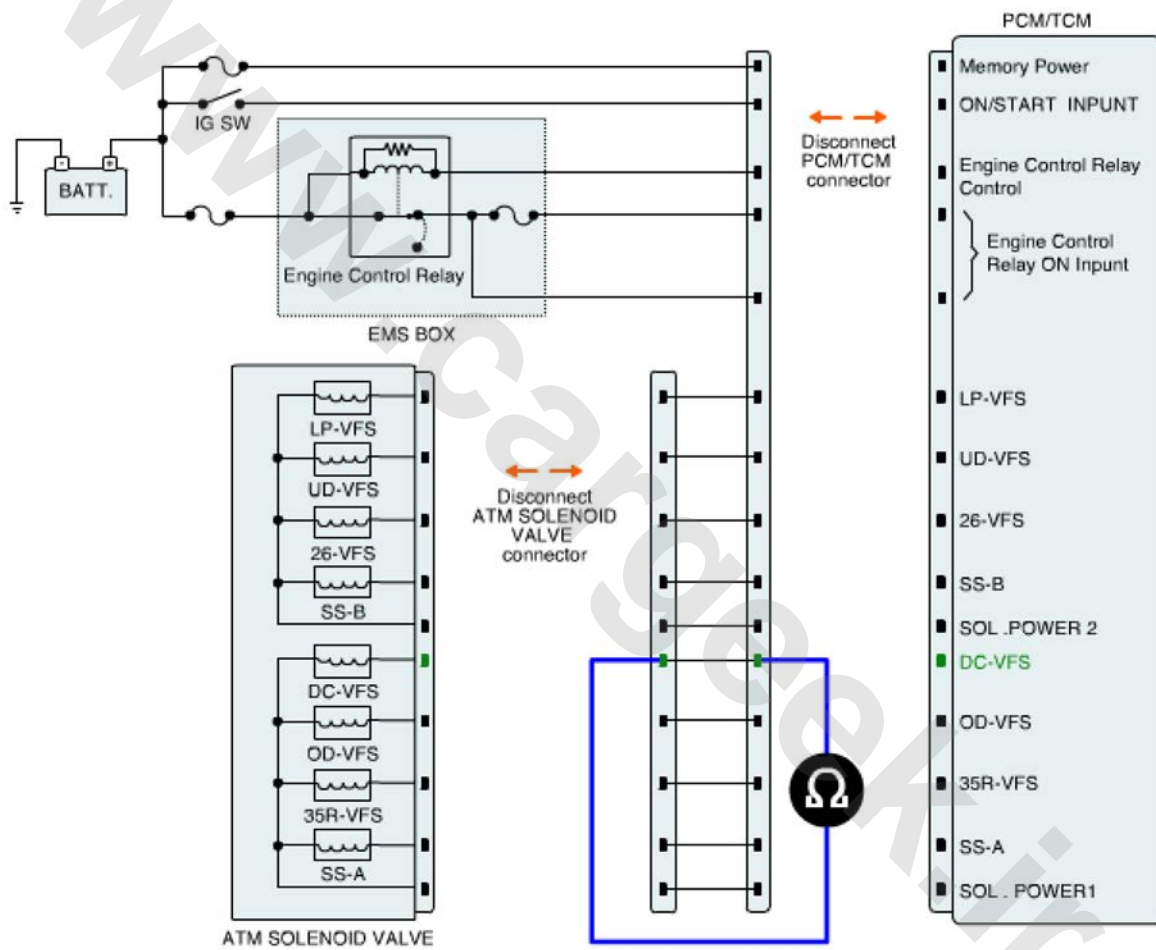 PCM/TCM
Memory Power
ON/START INPUNT
IG SW
Disconnect
PCM/TCM
connector
Engine Control Relay
Control
- +
BATT.
Engine Control
Relay ON Inpunt
Engine Control Relay
EMS BOX
LP-VFS
UD-VFS
26-VFS
SS-B
DC-VFS
OD-VFS
35R-VFS
SS-A
ATM SOLENOID VALVE
Disconnect
ATM SOLENOID
VALVE
connector
Ω
LP-VFS
UD-VFS
26-VFS
SS-B
SOL .POWER 2
DC-VFS
OD-VFS
35R-VFS
SS-A
SOL . POWER1
www.cargeek.ir